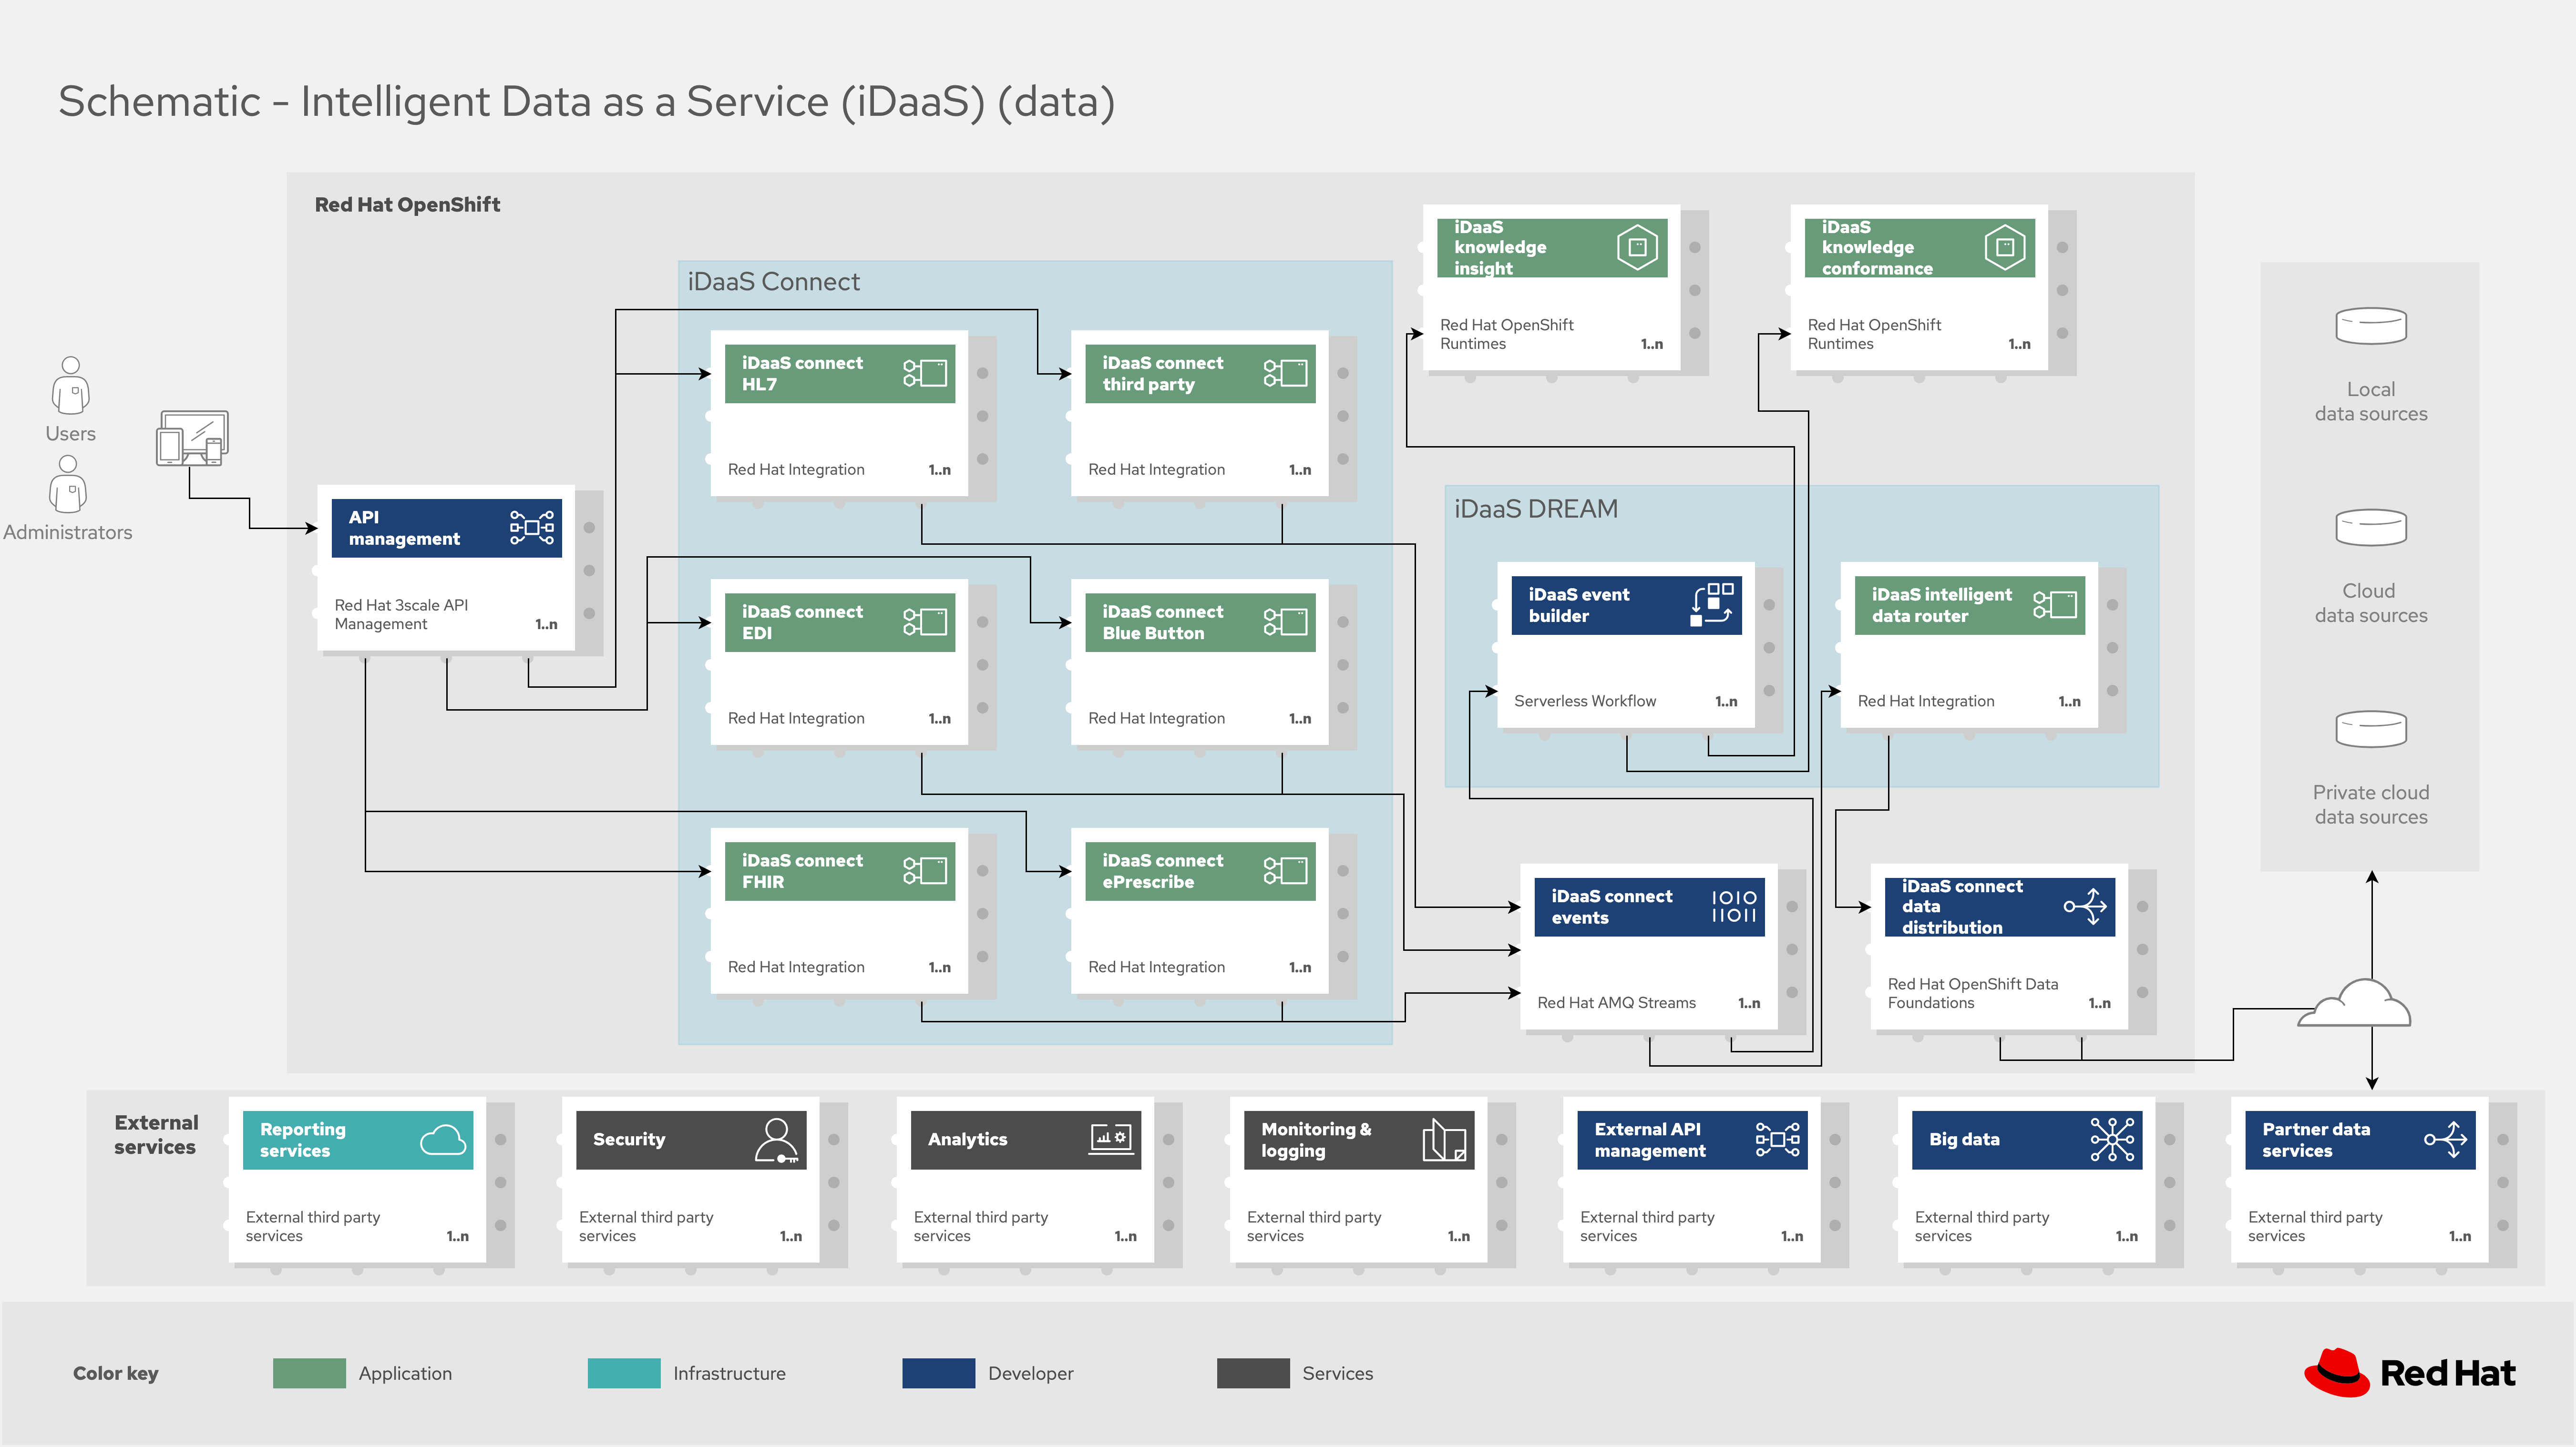 Schematic - Intelligent Data as a Service (iDaaS) (data)
Red Hat OpenShift
Users
Administrators
API
management
Red Hat 3scale API
Management
1..n
iDaaS Connect
iDaaS connect
HL7
Red Hat Integration
1..n
iDaaS connect
third party
Red Hat Integration
1..n
iDaaS connect
EDI
Red Hat Integration
1..n
iDaaS connect
Blue Button
Red Hat Integration
1..n
iDaaS connect
FHIR
Red Hat Integration
1..n
iDaaS connect
ePrescribe
Red Hat Integration
1..n
iDaaS
knowledge
insight
Red Hat OpenShift
Runtimes
1..n
iDaaS
knowledge
conformance
Red Hat OpenShift
Runtimes
1..n
iDaaS DREAM
iDaaS event
builder
Serverless Workflow
1..n
iDaaS intelligent
data router
Red Hat Integration
1..n
iDaaS connect
events
IOIO
IIOII
Red Hat AMQ Streams
1..n
iDaaS connect
data
distribution
Red Hat OpenShift Data
Foundations
1..n
Local
data sources
Cloud
data sources
Private cloud
data sources
External
services
Reporting
services
External third party
services
1..n
Security
External third party
services
1..n
Analytics
External third party
services
1..n
Monitoring &
logging
External third party
services
1..n
External API
management
External third party
services
1..n
Big data
External third party
services
1..n
Partner data
services
External third party
services
1..n
Color key
Application
Infrastructure
Developer
Services
Red Hat